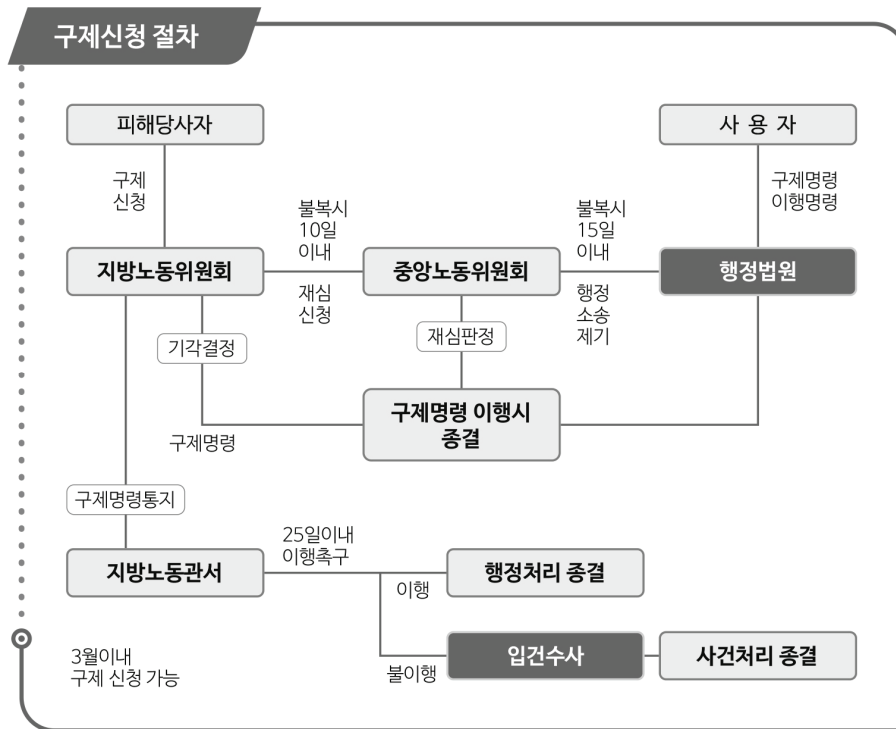 구제신청 절차
피해당사자
사 용 자
구제
신청
구제명령
이행명령
불복시
10일
이내
불복시
15일
이내
지방노동위원회
중앙노동위원회
행정법원
재심
신청
행정
소송
제기
기각결정
재심판정
구제명령 이행시
종결
구제명령
구제명령통지
25일이내
이행촉구
지방노동관서
행정처리 종결
이행
입건수사
사건처리 종결
불이행
3월이내
구제 신청 가능